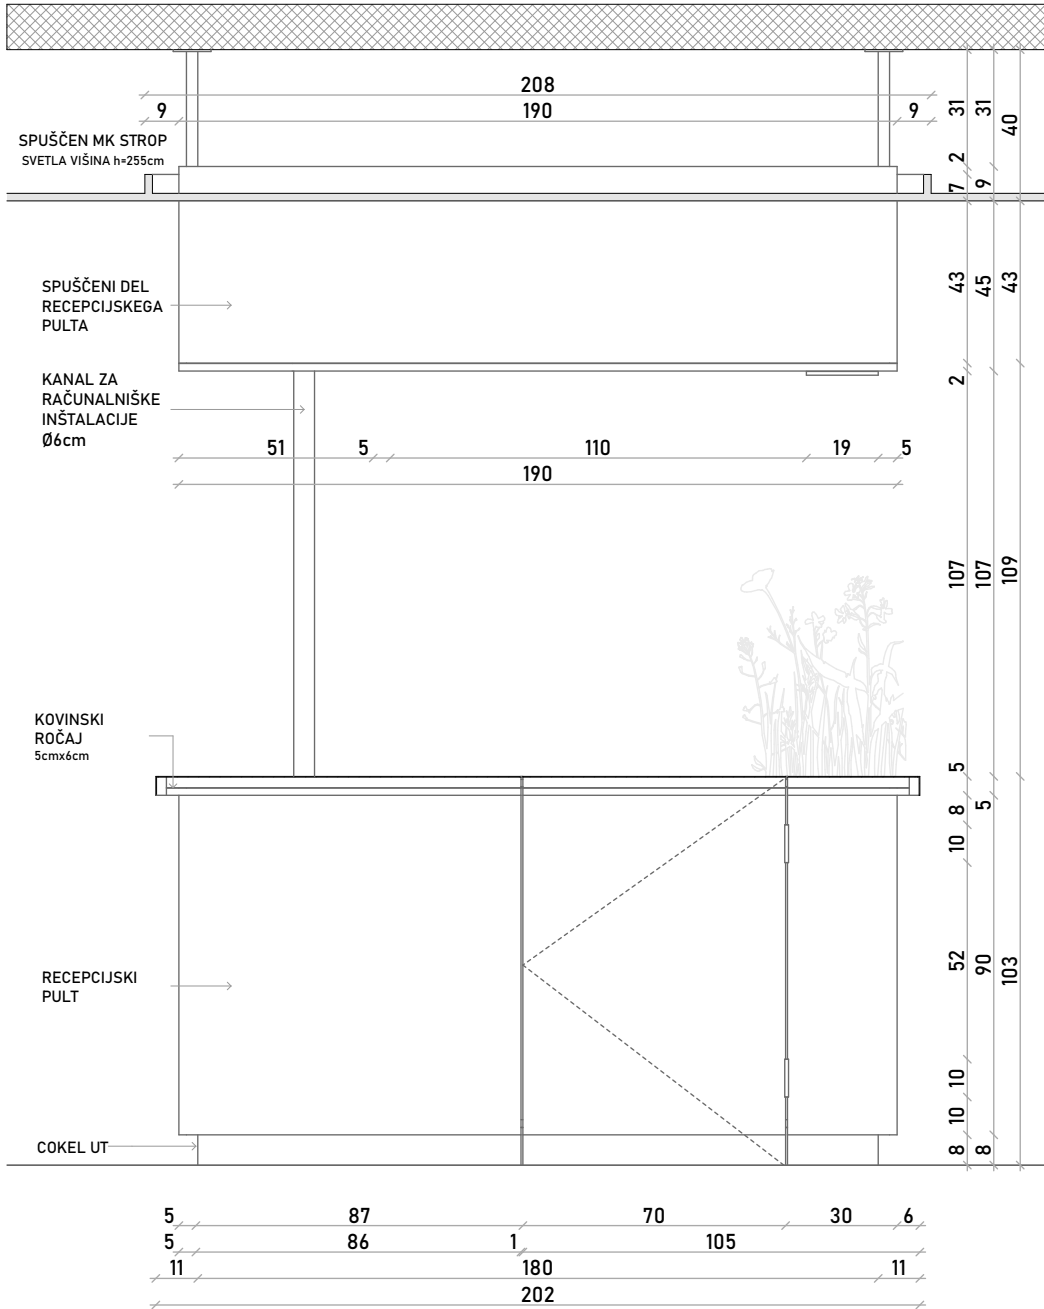 208
9 190 9
SPUŠČEN MK STROP
SVETLA VIŠINA h=255cm
31 31 40
2
7 9
SPUŠČENI DEL
RECEPCIJSKEGA
PULTA
43 45 43
KANAL ZA
RAČUNALNIŠKE
INŠTALACIJE
Ø6cm
2
51 5 110 19 5
190
107 107 109
KOVINSKI
ROČAJ
5cmx6cm
5
8 5
10
RECEPCIJSKI
PULT
52 90 103
10
10
COKEL UT
8 8
5 87 70 30 6
5 86 1 105
11 180 11
202